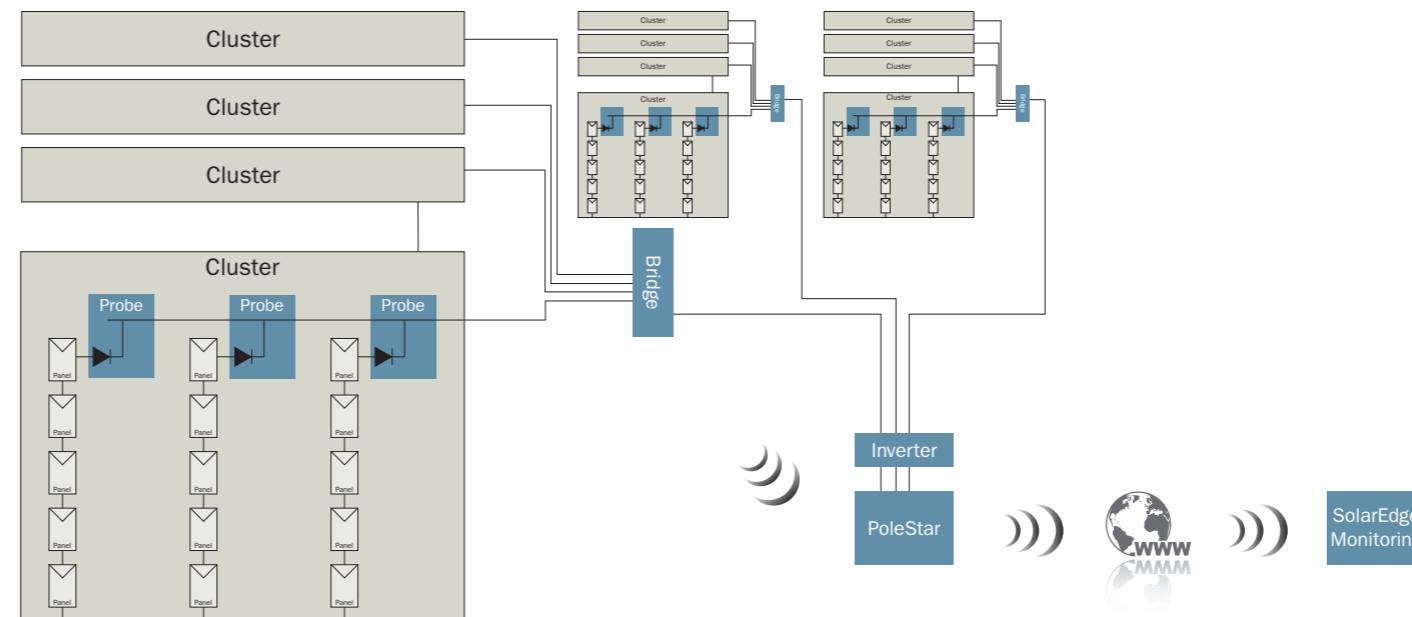 Cluster
Cluster
Cluster
Cluster
Probe Probe Probe
Panel Panel Panel
Panel Panel Panel
Panel Panel Panel
Panel Panel Panel
Panel Panel Panel
Bridge
Cluster
Cluster
Cluster
Cluster
Bridge
Cluster
Cluster
Cluster
Cluster
Bridge
Inverter
PoleStar
www
SolarEdge
Monitorin